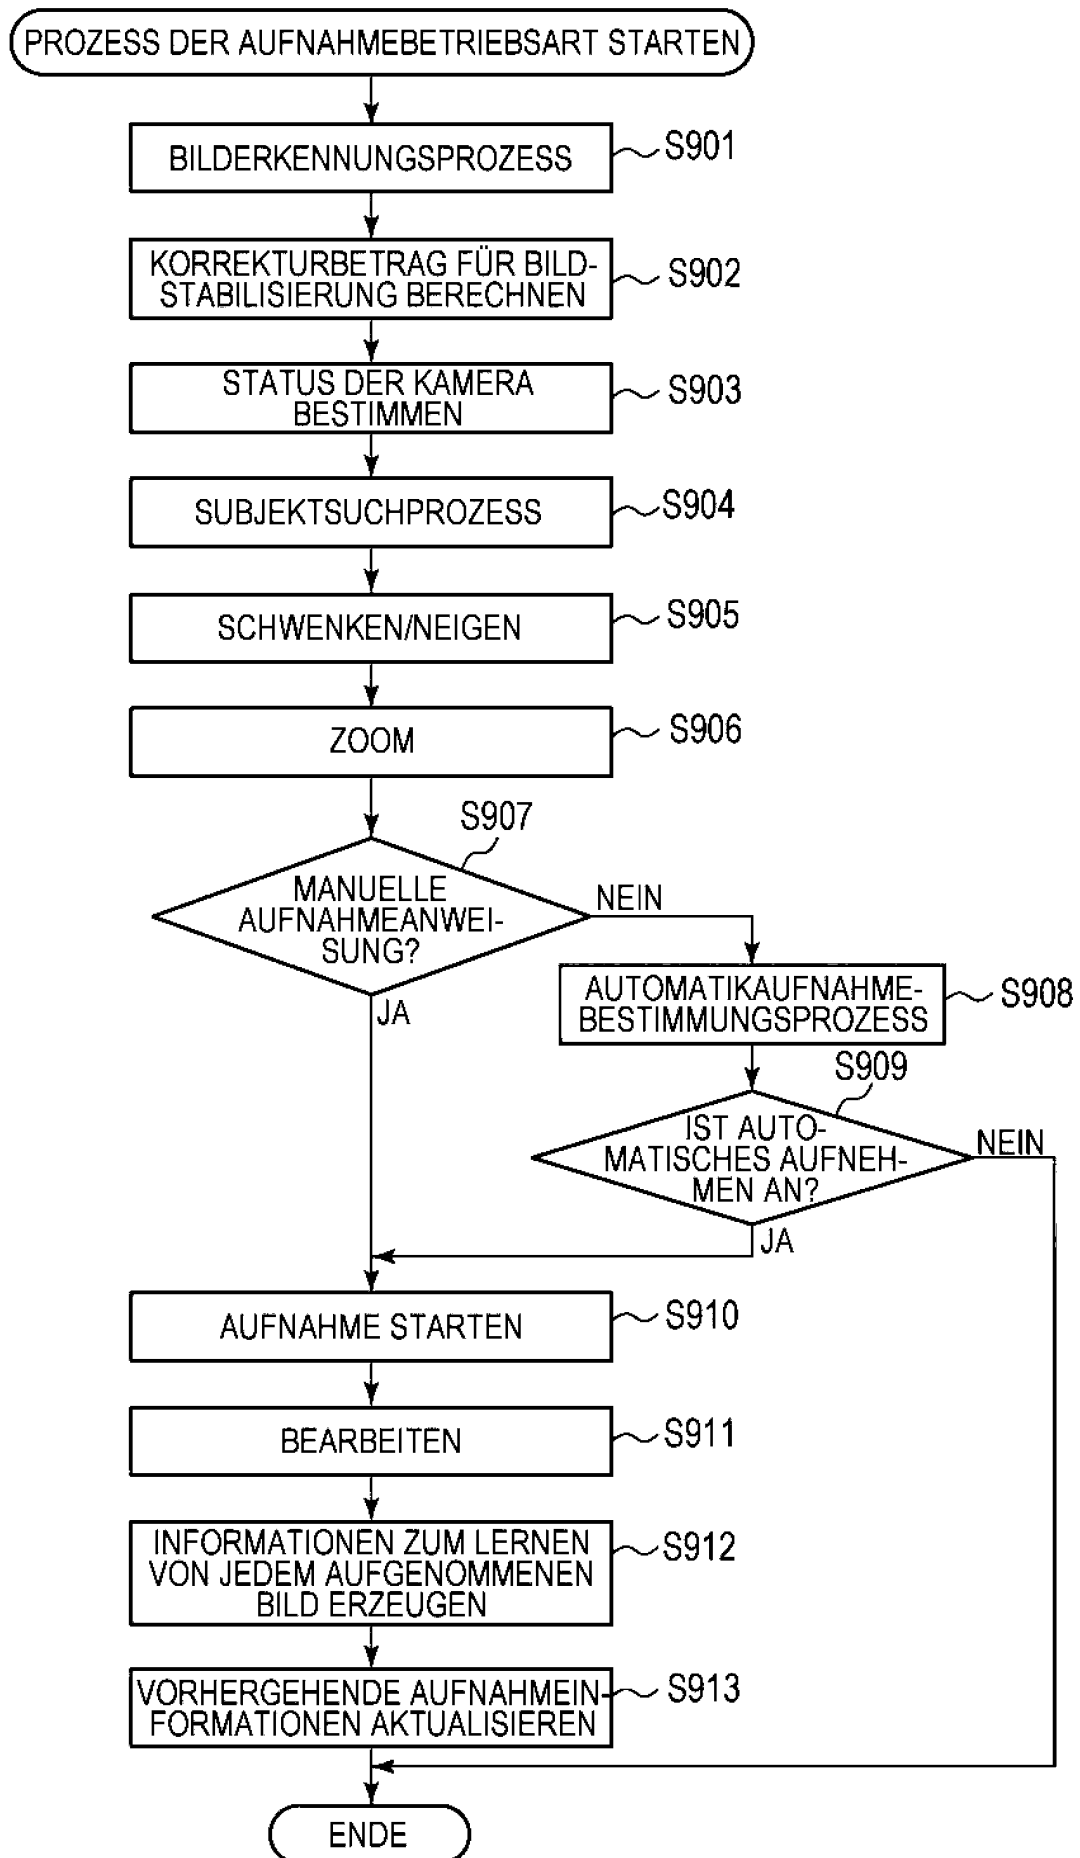 PROZESS DER AUFNAHMEBETRIEBSART STARTEN
BILDERKENNUNGSPROZESS
S901
KORREKTURBETRAG FÜR BILD-
STABILISIERUNG BERECHNEN
S902
STATUS DER KAMERA
BESTIMMEN
S903
SUBJEKTSUCHPROZESS
S904
SCHWENKEN/NEIGEN
S905
ZOOM
S906
S907
MANUELLE
AUFNAHMEANWEI-
SUNG?
NEIN
JA
AUTOMATIKAUFNAHME-
BESTIMMUNGSPROZESS
S908
S909
IST AUTO-
MATISCHES AUFNEH-
MEN AN?
NEIN
JA
AUFNAHME STARTEN
S910
BEARBEITEN
S911
INFORMATIONEN ZUM LERNEN
VON JEDEM AUFGENOMMENEN
BILD ERZEUGEN
S912
VORHERGEHENDE AUFNAHMEIN-
FORMATIONEN AKTUALISIEREN
S913
ENDE